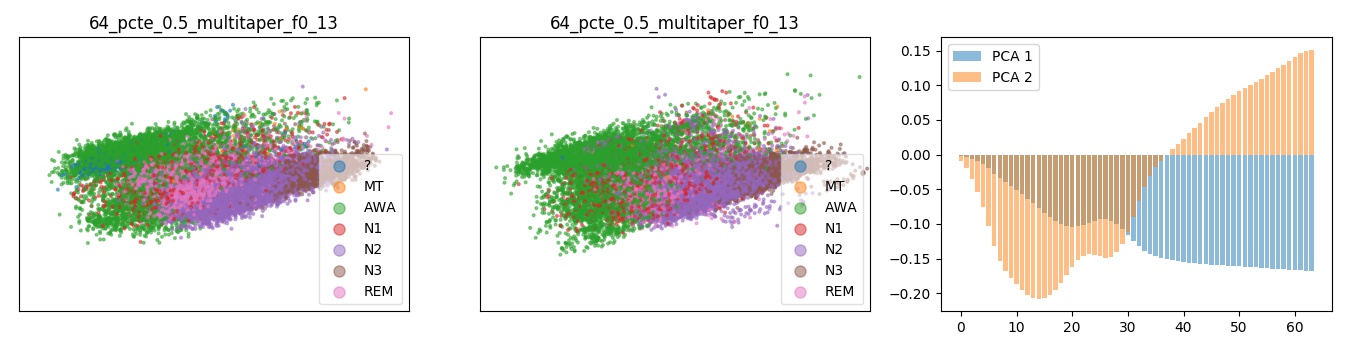 64_pcte_0.5_multitaper_f0_13
?
MT
AWA
N1
N2
N3
REM
64_pcte_0.5_multitaper_f0_13
?
MT
AWA
N1
N2
N3
REM
PCA 1
PCA 2
0.15
0.10
0.05
0.00
−0.05
−0.10
−0.15
−0.20
0 10 20 30 40 50 60